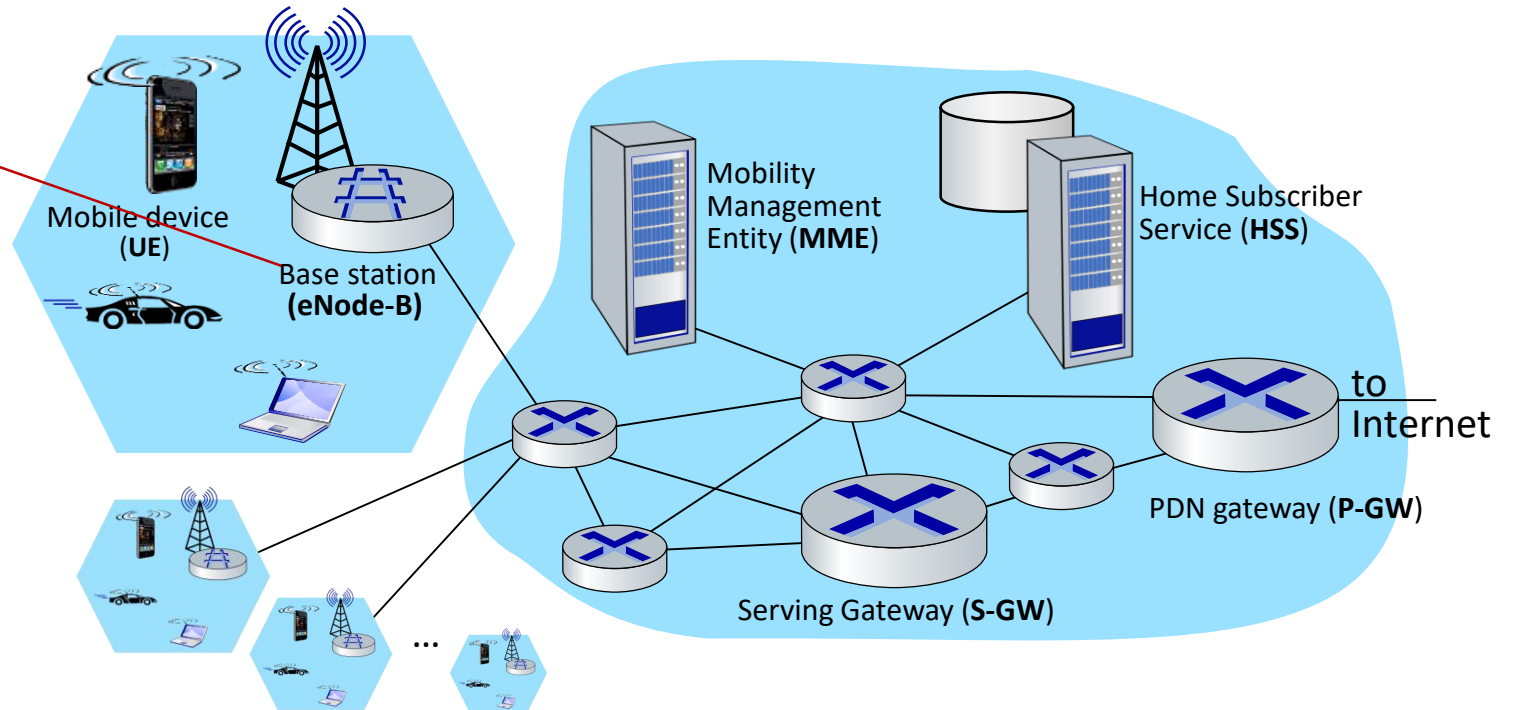 Mobile device
(UE)
Base station
(eNode-B)
Mobility
Management
Entity (MME)
Home Subscriber
Service (HSS)
to
Internet
PDN gateway (P-GW)
Serving Gateway (S-GW)
...